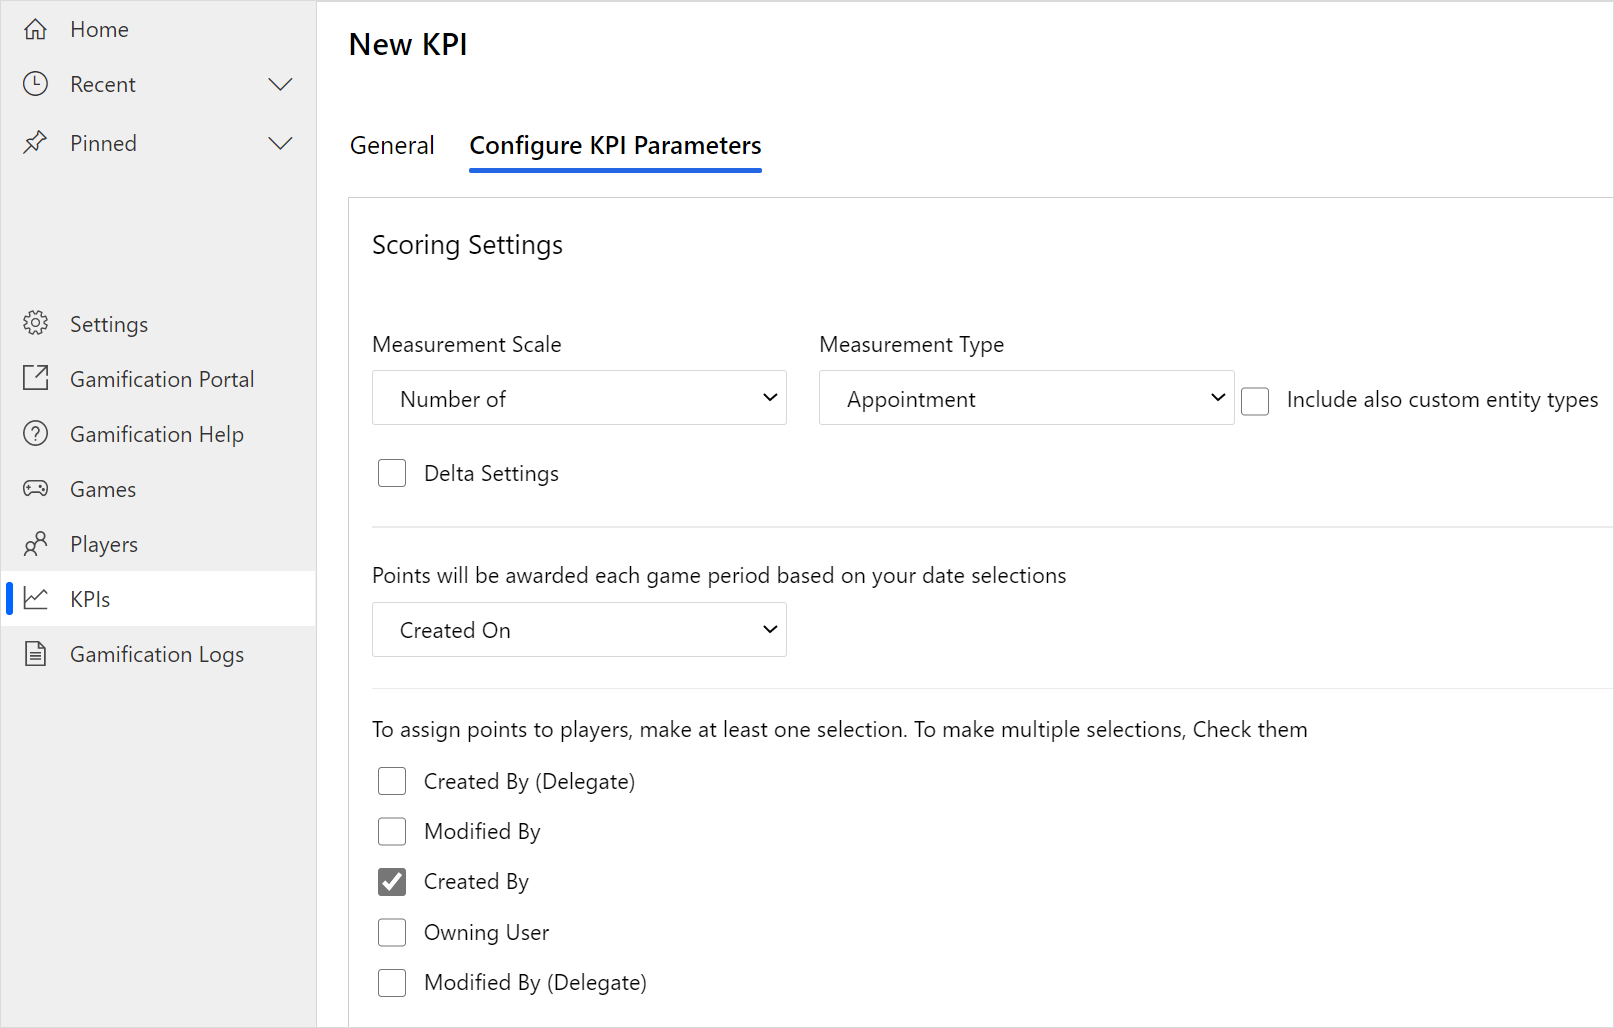 Home
Recent
Pinned
Settings
Gamification Portal
Gamification Help
Games
Players
KPIs
Gamification Logs
New KPI
General
Configure KPI Parameters
Scoring Settings
Measurement Scale
Measurement Type
Number of
Appointment
Include also custom entity types
Delta Settings
Points will be awarded each game period based on your date selections
Created On
To assign points to players, make at least one selection. To make multiple selections, Check them
Created By (Delegate)
Modified By
Created By
Owning User
Modified By (Delegate)